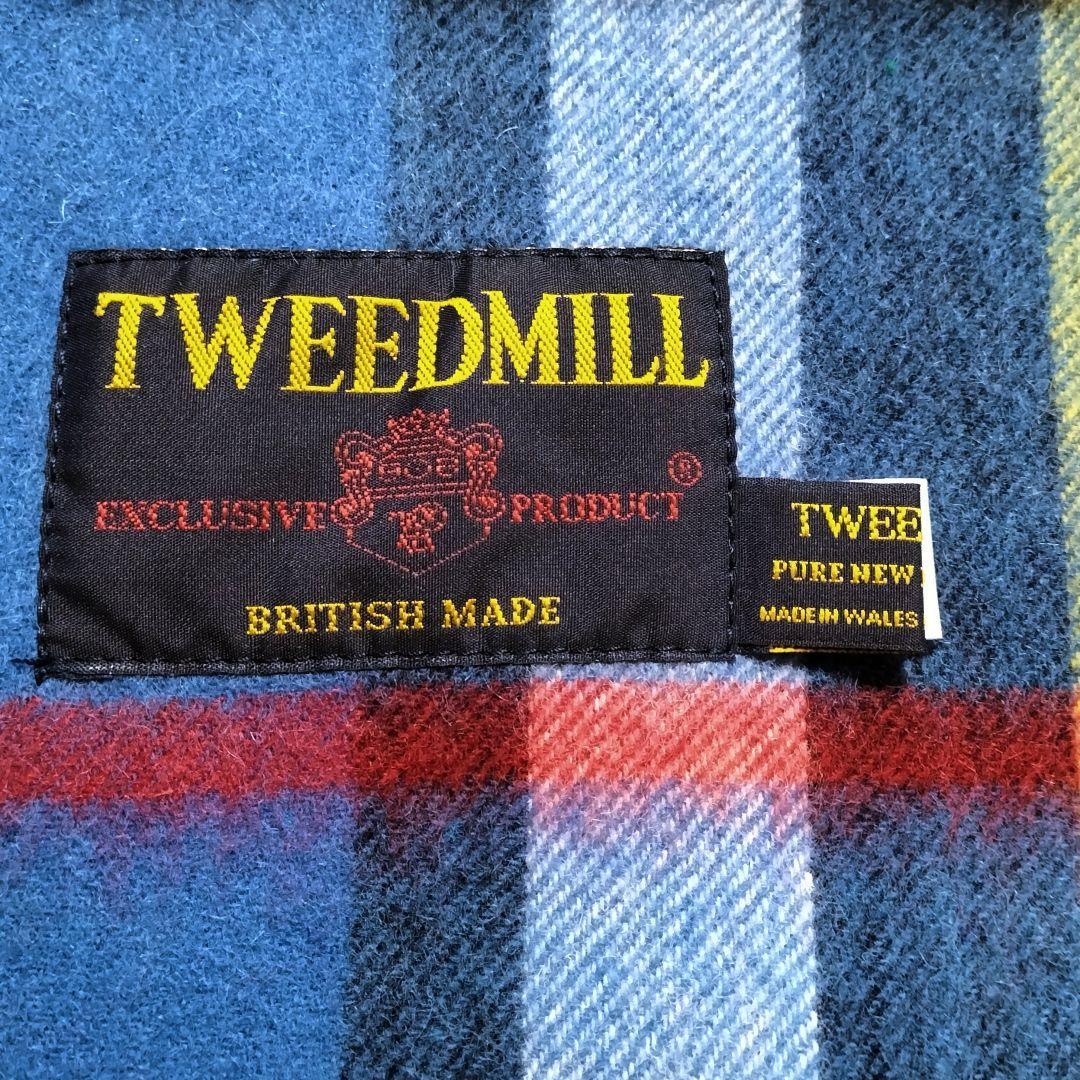 TWEEDMILL
EXCLUSIVE PRODUCT ®
BRITISH MADE
TWEE
PURE NEW
MADE IN WALES